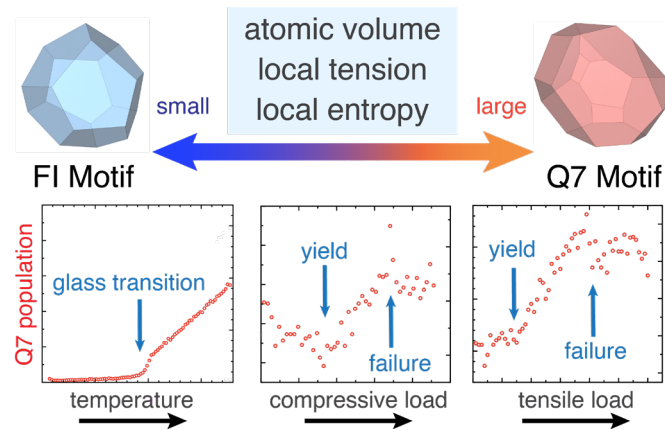 atomic volume
local tension
local entropy
small
large
FI Motif
Q7 Motif
Q7 population
glass transition
temperature
yield
failure
compressive load
yield
failure
tensile load